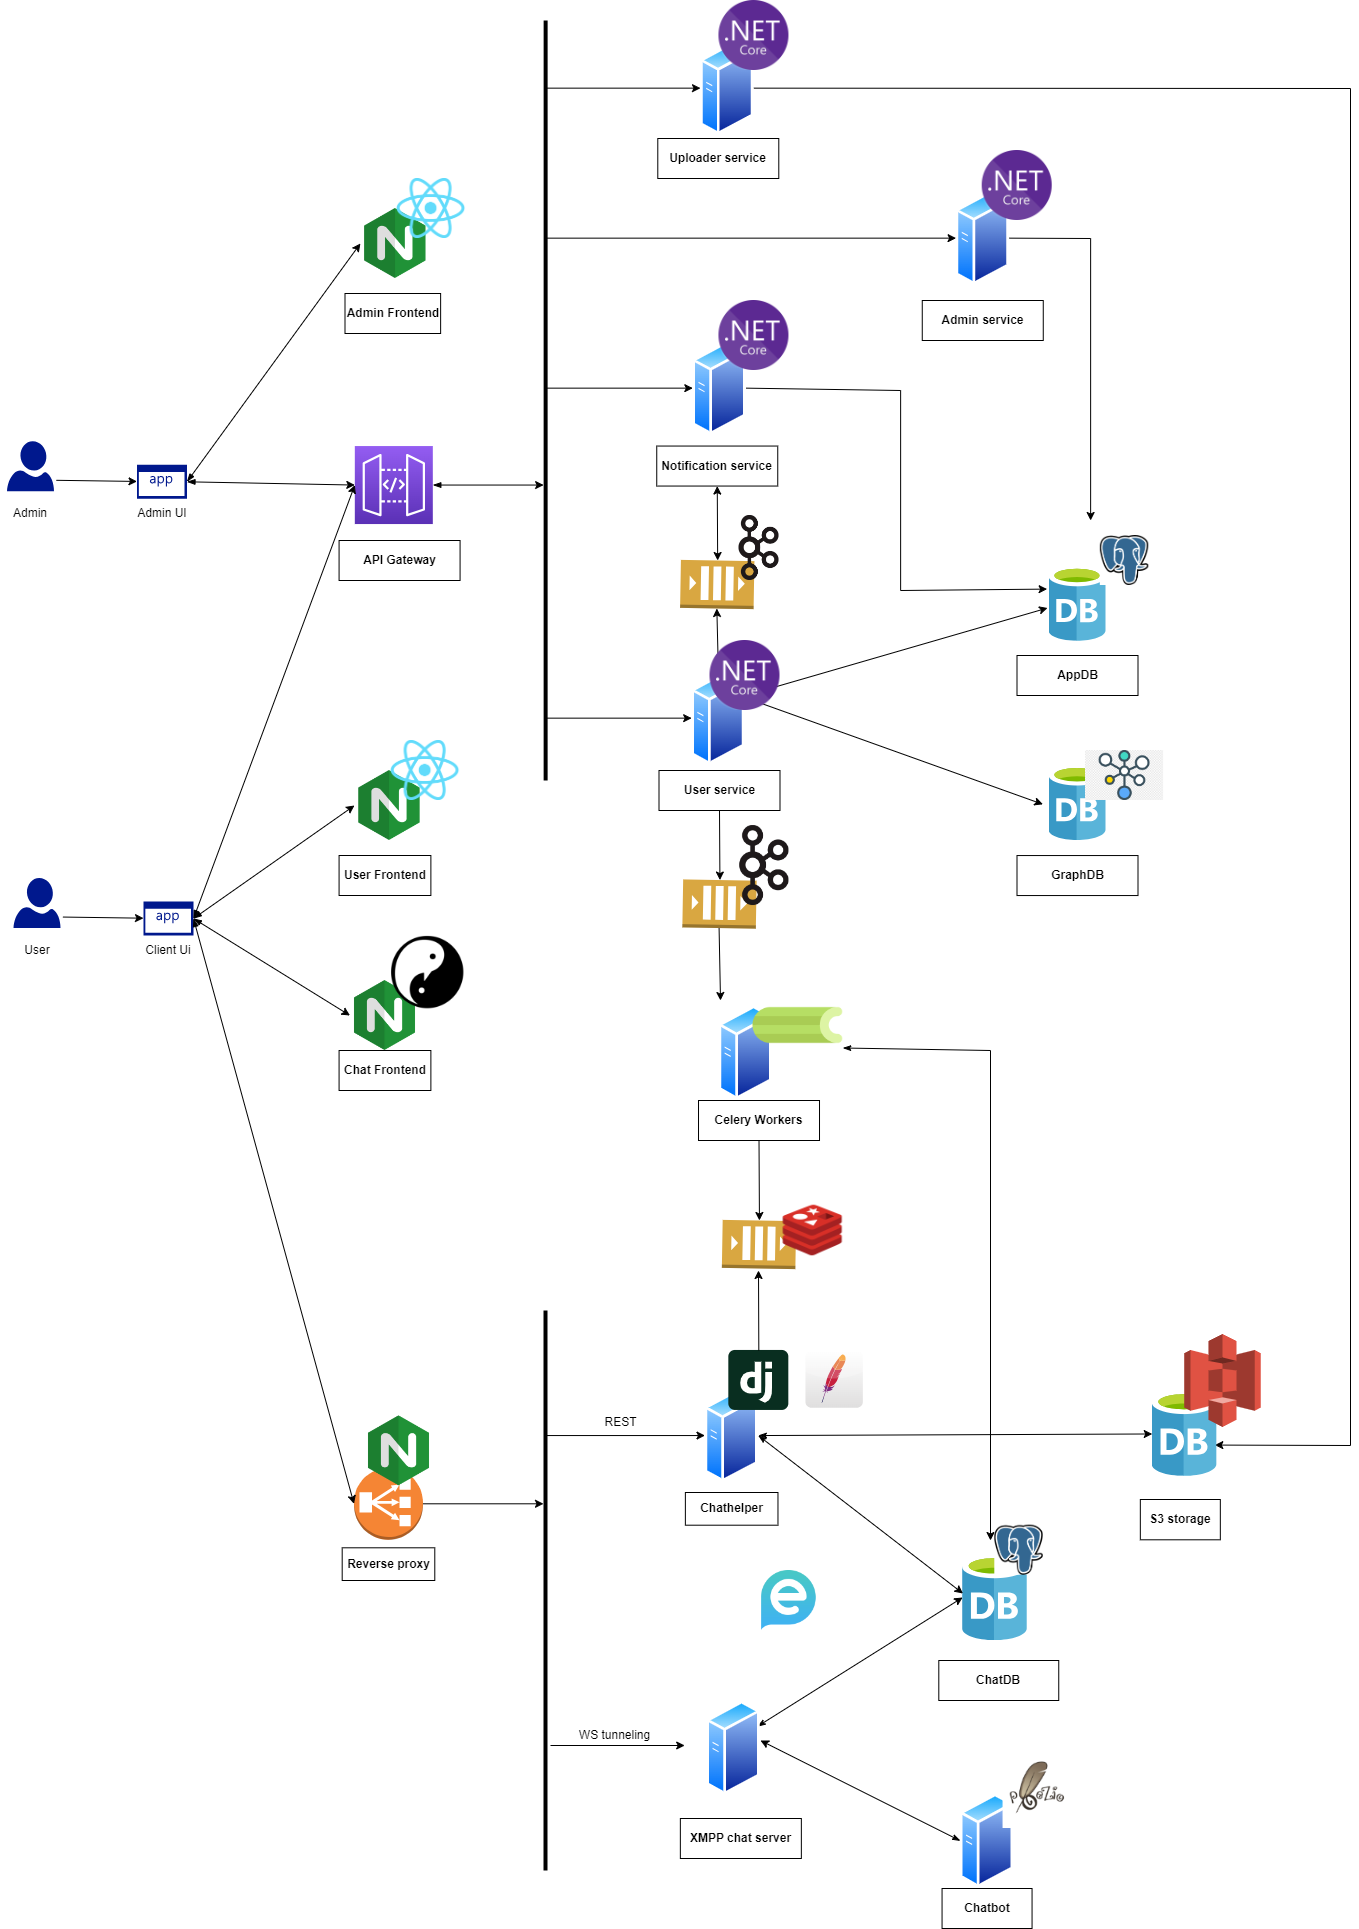 .NET
Core
Uploader service
.NET
Core
Admin service
Admin Frontend
.NET
Core
Notification service
app
Admin
Admin UI
</>
API Gateway
DB
AppDB
.NET
Core
User service
DB
GraphDB
User Frontend
app
User
Client Ui
Chat Frontend
Celery Workers
dj
REST
Chathelper
DB
S3 storage
Reverse proxy
e
DB
ChatDB
WS tunneling
XMPP chat server
poezio
Chatbot